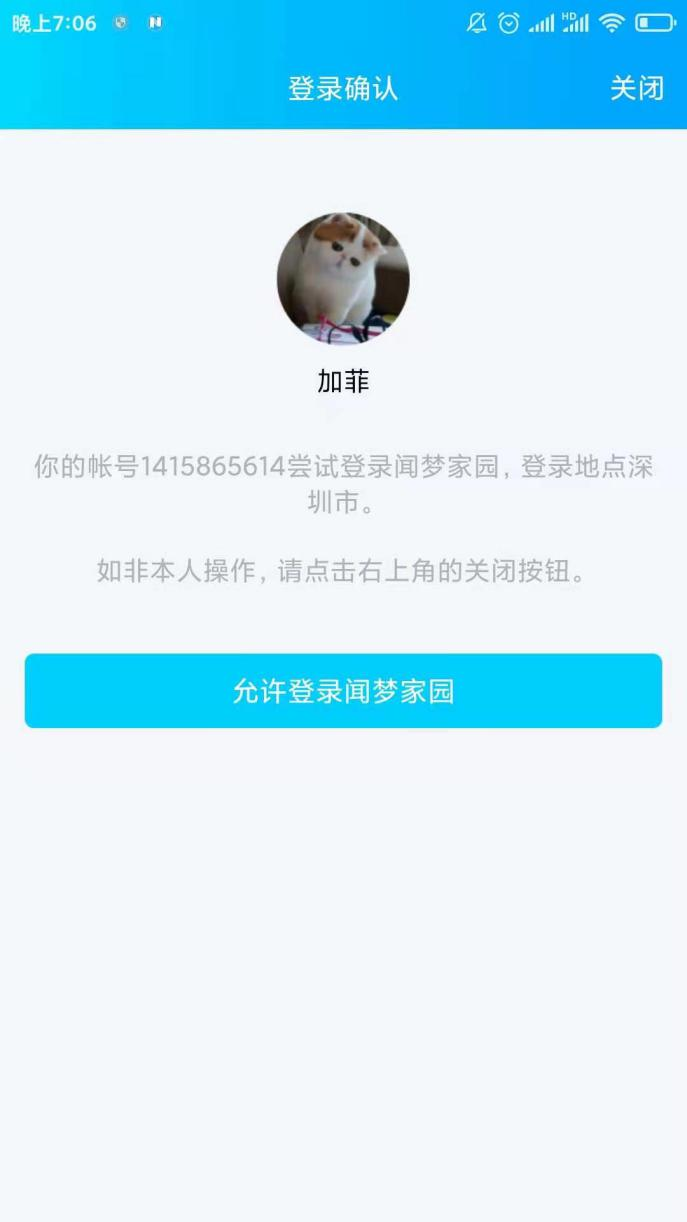 晚上7:06
HD
登录确认
关闭
加菲
你的帐号1415865614尝试登录闻梦家园，登录地点深
圳市。
如非本人操作，请点击右上角的关闭按钮。
允许登录闻梦家园